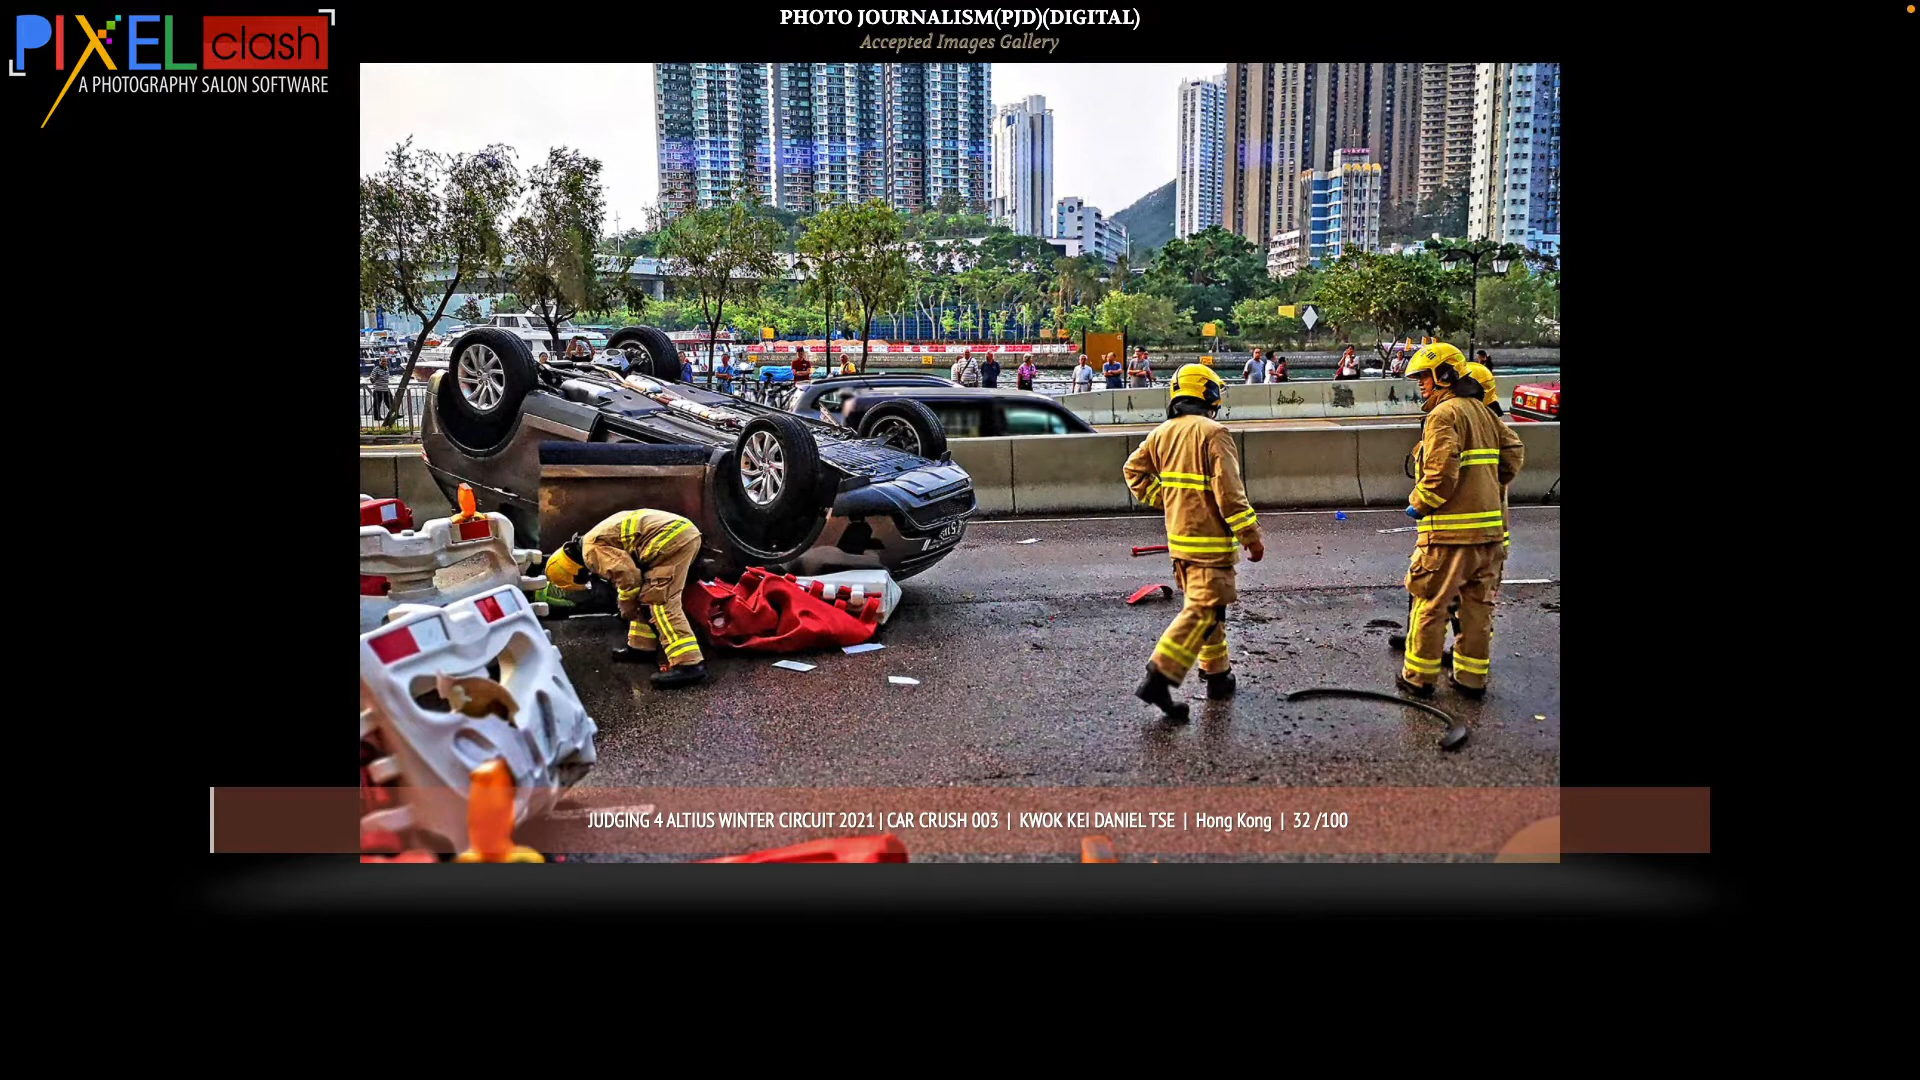 PIXEL clash
A PHOTOGRAPHY SALON SOFTWARE
PHOTO JOURNALISM(PJD)(DIGITAL)
Accepted Images Gallery
JUDGING 4 ALTIUS WINTER CIRCUIT 2021 | CAR CRUSH 003 | KWOK KEI DANIEL TSE | Hong Kong | 32 /100